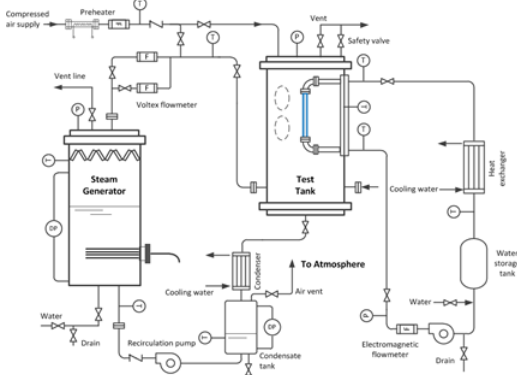 Compressed
air supply
Preheater
T
Vent
P
T
Safety valve
F
Vent line
F
T
Voltex flowmeter
P
T
T
T
Steam
Generator
Test
Tank
Cooling water
Heat
exchanger
T
DP
To Atmosphere
Condenser
Water
storage
tank
Cooling water
Air vent
Water
T
Water
P
Drain
Recirculation pump
T
DP
Condensate
tank
Electromagnetic
flowmeter
Drain